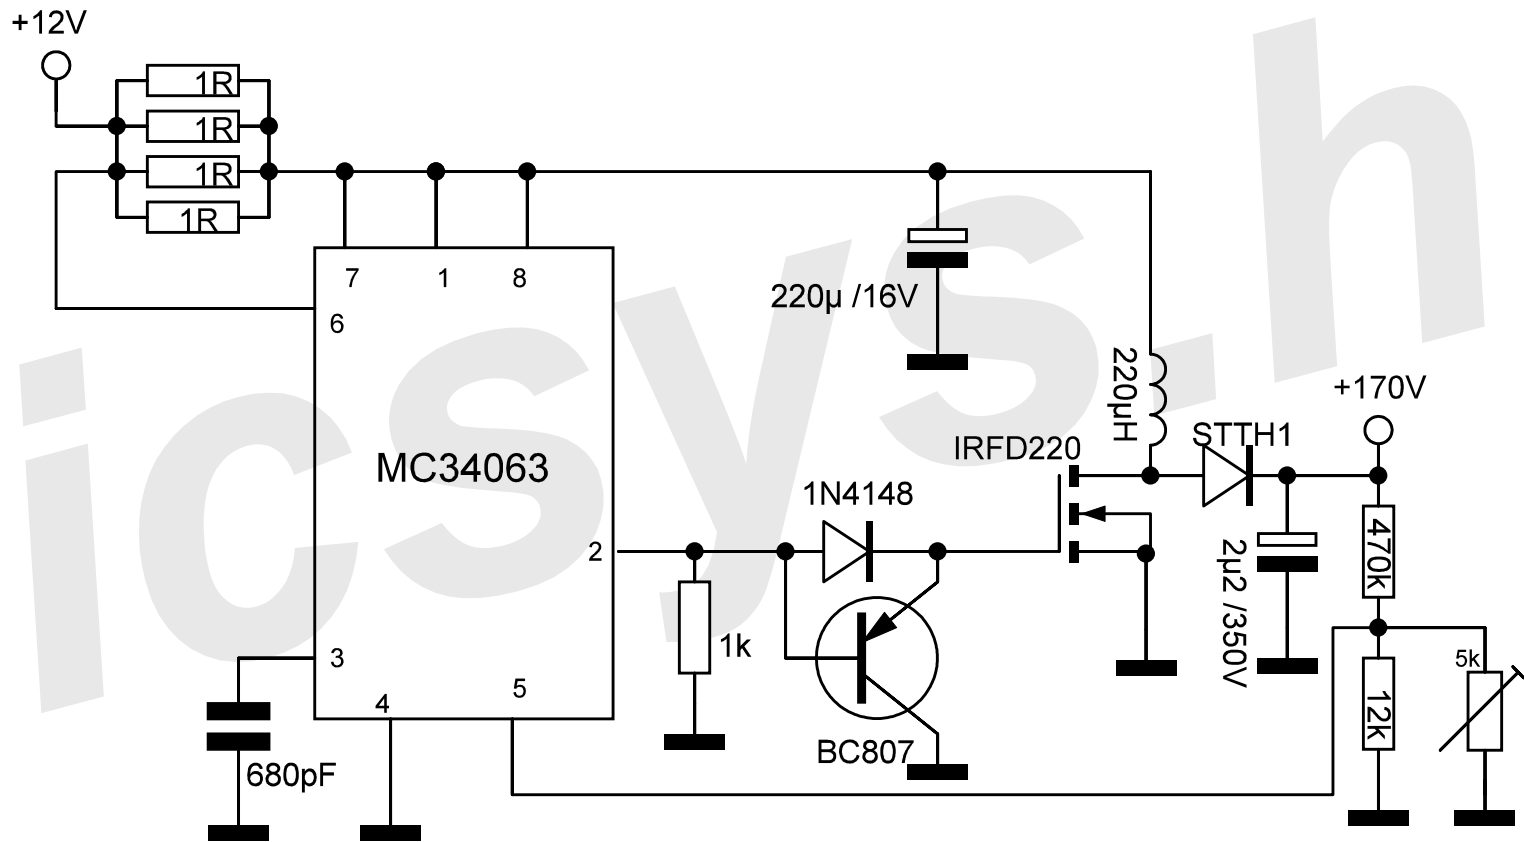 +12V
1R
1R
1R
1R
7
1
8
6
220µ /16V
220µH
+170V
IRFD220
STTH1
MC34063
1N4148
2
470k
2µ2 /350V
1k
3
5k
5
4
12k
BC807
680pF
icsys.h